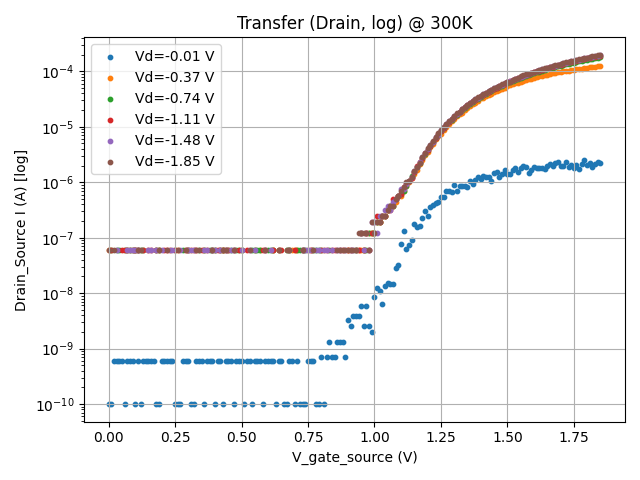 Transfer (Drain, log) @ 300K
Vd=-0.01 V
Vd=-0.37 V
Vd=-0.74 V
Vd=-1.11 V
Vd=-1.48 V
Vd=-1.85 V
Drain_Source I (A) [log]
10⁻⁴
10⁻⁵
10⁻⁶
10⁻⁷
10⁻⁸
10⁻⁹
10⁻¹⁰
0.00 0.25 0.50 0.75 1.00 1.25 1.50 1.75
V_gate_source (V)